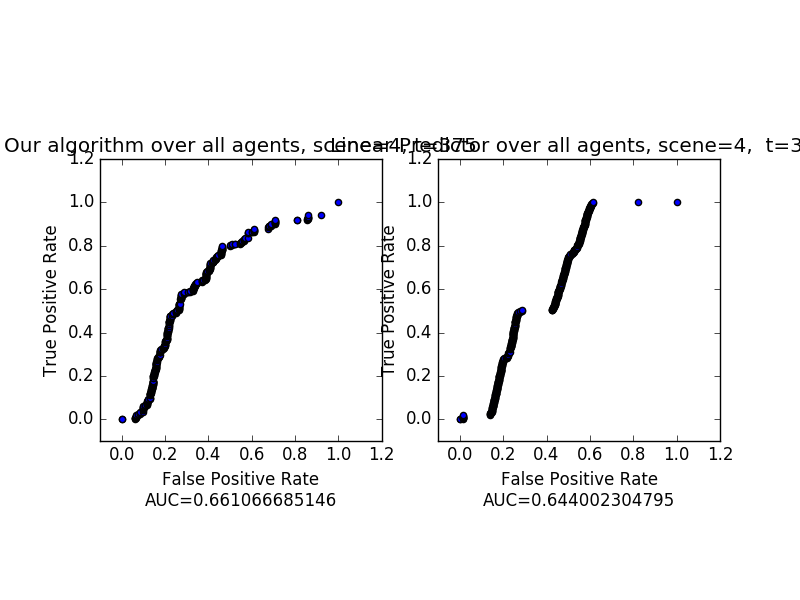 Our algorithm over all agents, scene=4, t=375
Linear Predictor over all agents, scene=4,  t=3
1.2
1.0
0.8
0.6
0.4
0.2
0.0
True Positive Rate
0.0 0.2 0.4 0.6 0.8 1.0 1.2
False Positive Rate
AUC=0.661066685146
1.2
1.0
0.8
0.6
0.4
0.2
0.0
True Positive Rate
0.0 0.2 0.4 0.6 0.8 1.0 1.2
False Positive Rate
AUC=0.644002304795